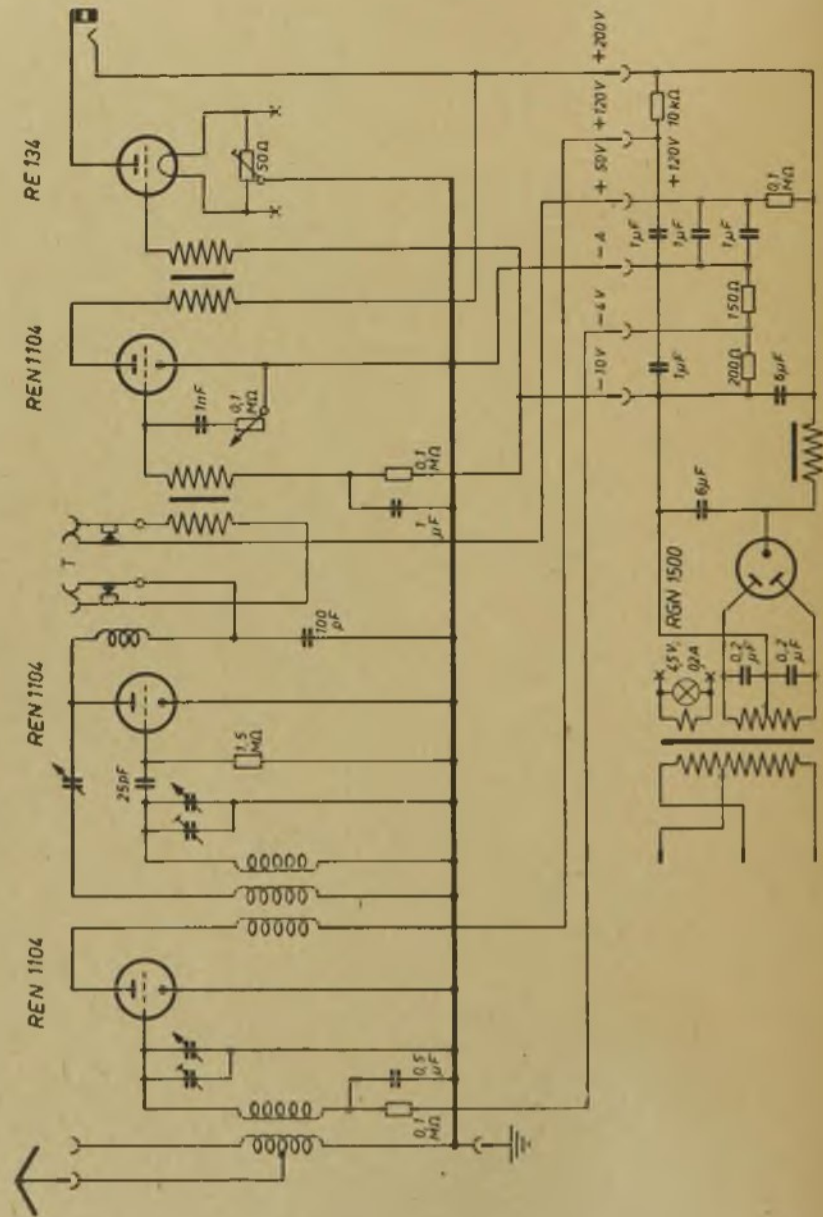 REN 1104
REN 1104
REN 1104
RE 134
T
25pF
1nF
0,1
MΩ
50Ω
1,5
MΩ
100
pF
0,1
MΩ
0,5
µF
1
µF
0,1
MΩ
-10V
-4V
-A
+50V
+120V
+200V
1µF
1µF
1µF
1µF
+120V
10kΩ
200Ω
150Ω
0,1
MΩ
6µF
6µF
RGN 1500
4,5V,
0,2A
0,2
µF
0,2
µF